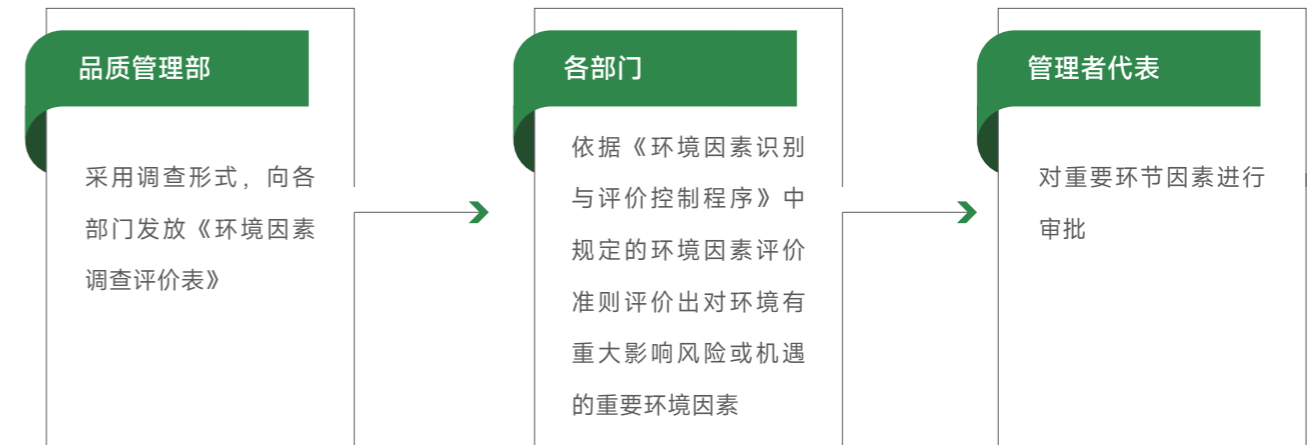 品质管理部
采用调查形式，向各
部门发放《环境因素
调查评价表》
各部门
依据《环境因素识别
与评价控制程序》中
规定的环境因素评价
准则评价出对环境有
重大影响风险或机遇
的重要环境因素
管理者代表
对重要环节因素进行
审批